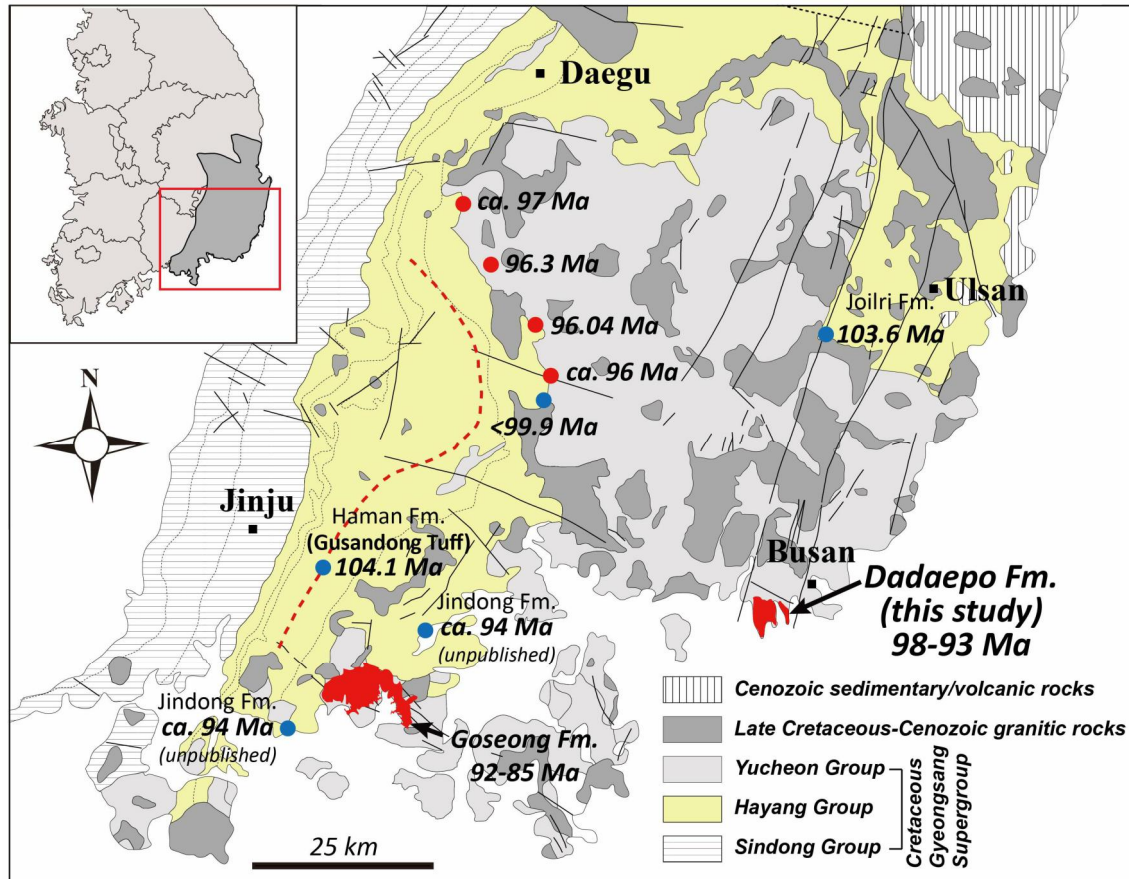 Daegu
ca. 97 Ma
96.3 Ma
96.04 Ma
ca. 96 Ma
<99.9 Ma
Joilri Fm.
Ulsan
103.6 Ma
N
Jinju
Haman Fm.
(Gusandong Tuff)
104.1 Ma
Jindong Fm.
ca. 94 Ma
(unpublished)
Busan
Dadaepo Fm.
(this study)
98-93 Ma
Jindong Fm.
ca. 94 Ma
(unpublished)
Goseong Fm.
92-85 Ma
25 km
Cenozoic sedimentary/volcanic rocks
Late Cretaceous-Cenozoic granitic rocks
Yucheon Group
Hayang Group
Sindong Group
Cretaceous
Gyeongsang
Supergroup